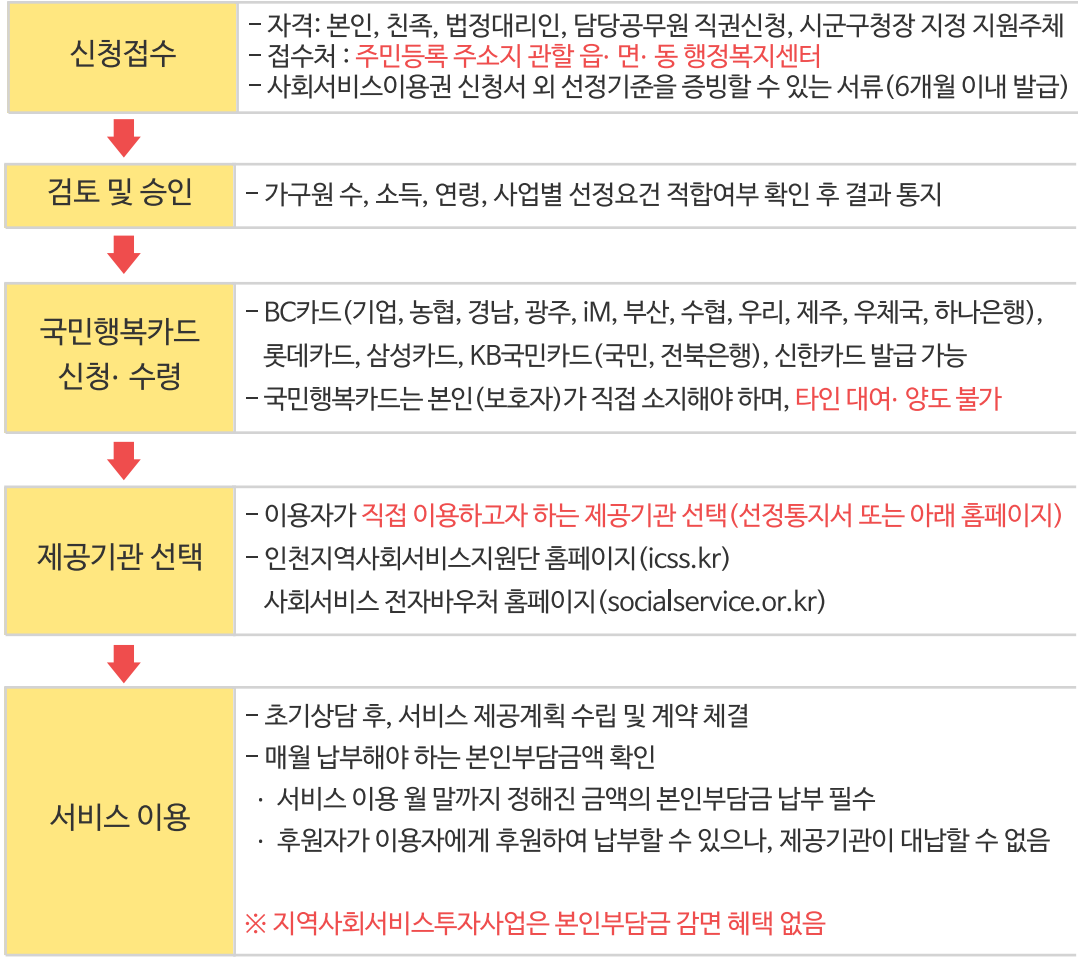 신청접수
- 자격: 본인, 친족, 법정대리인, 담당공무원 직권신청, 시군구청장 지정 지원주체
- 접수처 : 주민등록 주소지 관할 읍· 면· 동 행정복지센터
- 사회서비스이용권 신청서 외 선정기준을 증빙할 수 있는 서류(6개월 이내 발급)
검토 및 승인
- 가구원 수, 소득, 연령, 사업별 선정요건 적합여부 확인 후 결과 통지
국민행복카드
신청· 수령
- BC카드(기업, 농협, 경남, 광주, iM, 부산, 수협, 우리, 제주, 우체국, 하나은행),
롯데카드, 삼성카드, KB국민카드(국민, 전북은행), 신한카드 발급 가능
- 국민행복카드는 본인(보호자)가 직접 소지해야 하며, 타인 대여· 양도 불가
제공기관 선택
- 이용자가 직접 이용하고자 하는 제공기관 선택(선정통지서 또는 아래 홈페이지)
- 인천지역사회서비스지원단 홈페이지(icss.kr)
사회서비스 전자바우처 홈페이지(socialservice.or.kr)
서비스 이용
- 초기상담 후, 서비스 제공계획 수립 및 계약 체결
- 매월 납부해야 하는 본인부담금액 확인
· 서비스 이용 월 말까지 정해진 금액의 본인부담금 납부 필수
· 후원자가 이용자에게 후원하여 납부할 수 있으나, 제공기관이 대납할 수 없음
※ 지역사회서비스투자사업은 본인부담금 감면 혜택 없음